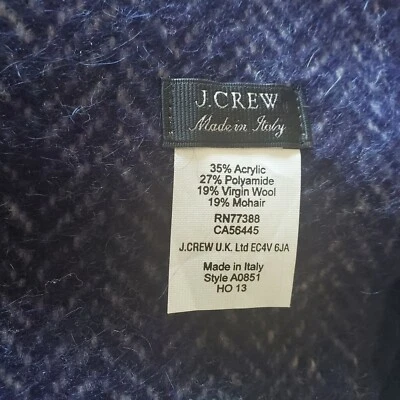 J.CREW
Made in Italy
35% Acrylic
27% Polyamide
19% Virgin Wool
19% Mohair
RN77388
CA56445
J.CREW U.K. Ltd EC4V 6JA
Made in Italy
Style A0851
HO 13